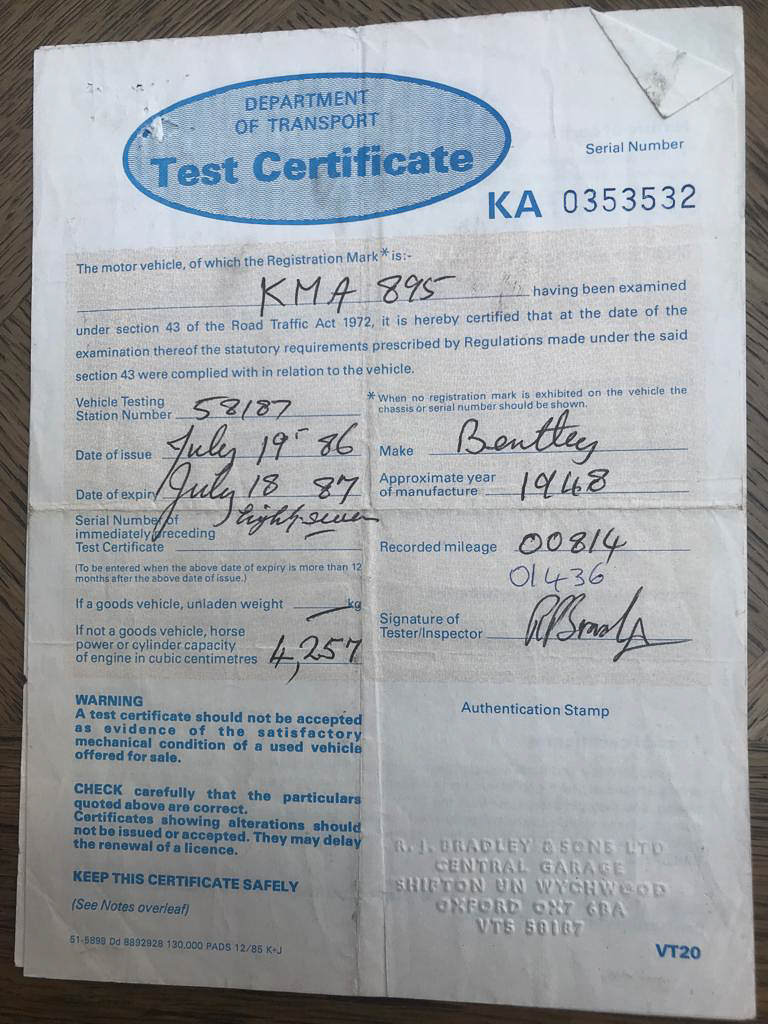 DEPARTMENT
OF TRANSPORT
Test Certificate
Serial Number
KA 0353532
The motor vehicle, of which the Registration Mark * is:-
KMA 895 having been examined
under section 43 of the Road Traffic Act 1972, it is hereby certified that at the date of the
examination thereof the statutory requirements prescribed by Regulations made under the said
section 43 were complied with in relation to the vehicle.
Vehicle Testing
Station Number 58187
* When no registration mark is exhibited on the vehicle the
chassis or serial number should be shown.
Date of issue July 19 86
Make Bentley
Date of expiry July 18 87
Approximate year
of manufacture 1948
Eighty seven
Serial Number of
immediately preceding
Test Certificate
(To be entered when the above date of expiry is more than 12
months after the above date of issue.)
Recorded mileage 00814
01436
If a goods vehicle, unladen weight kg
Signature of
Tester/Inspector RJBradley
If not a goods vehicle, horse
power or cylinder capacity
of engine in cubic centimetres 4,257
WARNING
A test certificate should not be accepted
as evidence of the satisfactory
mechanical condition of a used vehicle
offered for sale.
CHECK carefully that the particulars
quoted above are correct.
Certificates showing alterations should
not be issued or accepted. They may delay
the renewal of a licence.
KEEP THIS CERTIFICATE SAFELY
(See Notes overleaf)
51-5898 Dd 8892928 130,000 PADS 12/85 K+J
Authentication Stamp
R. J. BRADLEY & SONS LTD
CENTRAL GARAGE
SHIPTON UN WYCHWOOD
OXFORD OX7 6BA
VTS 58187
VT20